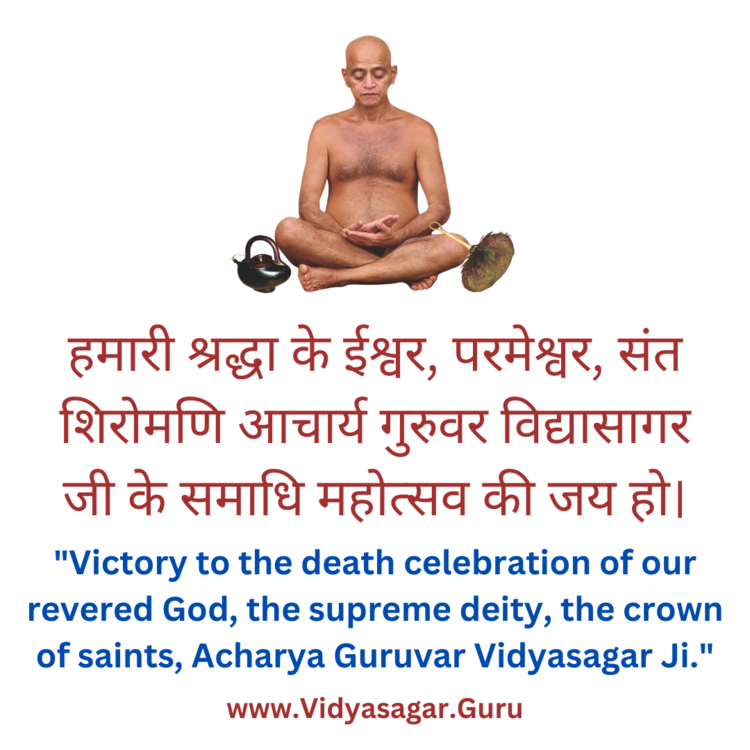 हमारी श्रद्धा के ईश्वर, परमेश्वर, संत
शिरोमणि आचार्य गुरुवर विद्यासागर
जी के समाधि महोत्सव की जय हो।
"Victory to the death celebration of our
revered God, the supreme deity, the crown
of saints, Acharya Guruvar Vidyasagar Ji."
www.Vidyasagar.Guru